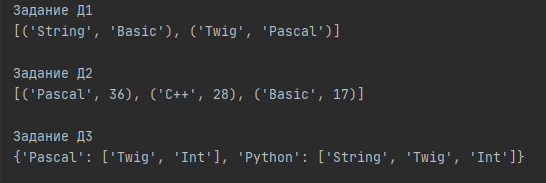 Задание Д1
[('String', 'Basic'), ('Twig', 'Pascal')]
Задание Д2
[('Pascal', 36), ('C++', 28), ('Basic', 17)]
Задание Д3
{'Pascal': ['Twig', 'Int'], 'Python': ['String', 'Twig', 'Int']}